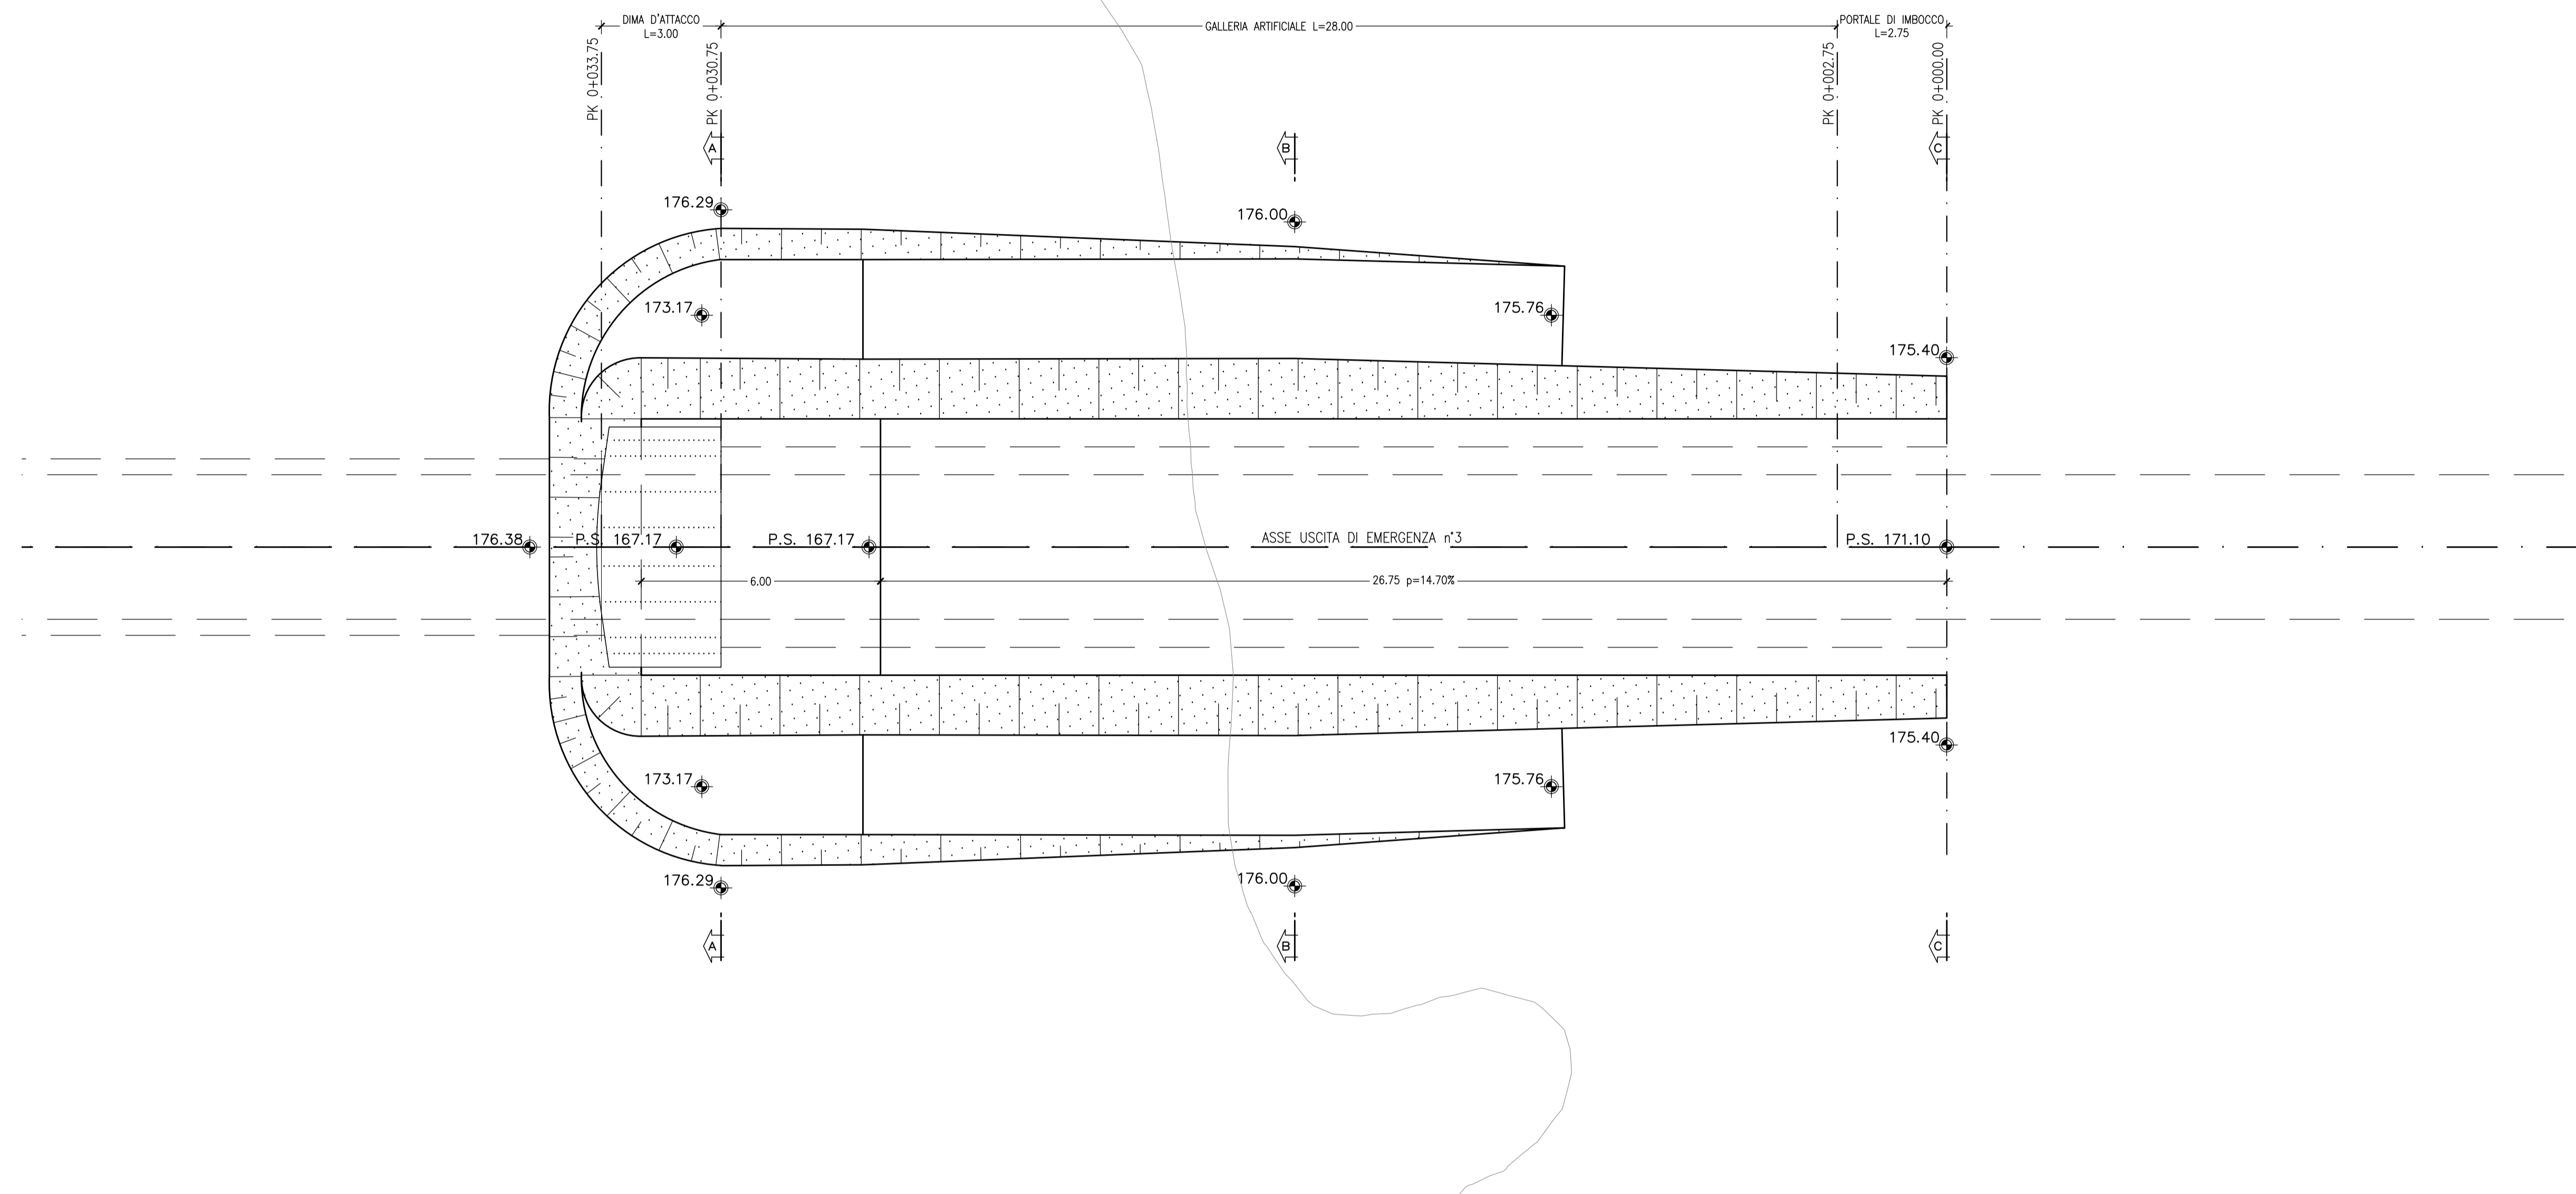 DIMA D'ATTACCO
L=3.00
GALLERIA ARTIFICIALE L=28.00
PORTALE DI IMBOCCO
L=2.75
PK 0+033.75
PK 0+030.75
PK 0+002.75
PK 0+000.00
A
B
C
176.29
176.00
173.17
175.76
175.40
176.38
P.S. 167.17
P.S. 167.17
ASSE USCITA DI EMERGENZA n°3
P.S. 171.10
6.00
26.75 p=14.70%
175.40
173.17
175.76
176.29
176.00
A
B
C